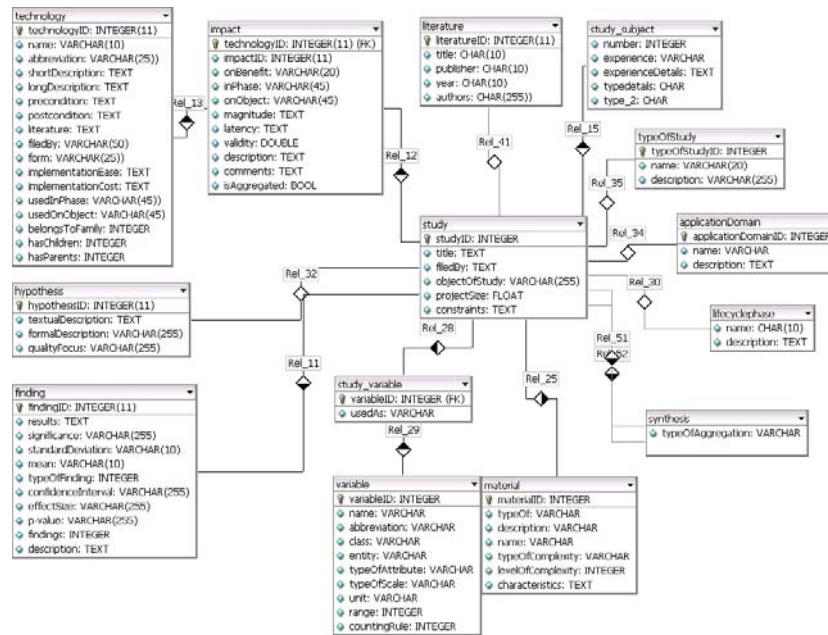 technology
technologyID: INTEGER(11)
name: VARCHAR(10)
abbreviation: VARCHAR(25))
shortDescription: TEXT
longDescription: TEXT
precondition: TEXT
postcondition: TEXT
literature: TEXT
filedBy: VARCHAR(50)
form: VARCHAR(25))
implementationEase: TEXT
implementationCost: TEXT
usedInPhase: VARCHAR(45))
usedOnObject: VARCHAR(45)
belongsToFamily: INTEGER
hasChildren: INTEGER
hasParents: INTEGER
Rel_13
impact
technologyID: INTEGER(11) (FK)
impactID: INTEGER(11)
onBenefit: VARCHAR(20)
inPhase: VARCHAR(45)
onObject: VARCHAR(45)
magnitude: TEXT
latency: TEXT
validity: DOUBLE
description: TEXT
comments: TEXT
isAggregated: BOOL
Rel_12
literature
literatureID: INTEGER(11)
title: CHAR(10)
publisher: CHAR(10)
year: CHAR(10)
authors: CHAR(255))
Rel_41
study_subject
number: INTEGER
experience: VARCHAR
experienceDetails: TEXT
typedetails: CHAR
type_2: CHAR
Rel_15
typeOfStudy
typeOfStudyID: INTEGER
name: VARCHAR(20)
description: VARCHAR(255)
Rel_35
study
studyID: INTEGER
title: TEXT
filedBy: TEXT
objectOfStudy: VARCHAR(255)
projectSize: FLOAT
constraints: TEXT
Rel_34
applicationDomain
applicationDomainID: INTEGER
name: VARCHAR
description: TEXT
Rel_30
lifecyclephase
name: CHAR(10)
description: TEXT
Rel_32
hypothesis
hypothesisID: INTEGER(11)
textualDescription: TEXT
formalDescription: VARCHAR(255)
qualityFocus: VARCHAR(255)
Rel_11
Rel_28
Rel_51
Rel_52
Rel_25
finding
findingID: INTEGER(11)
results: TEXT
significance: VARCHAR(255)
standardDeviation: VARCHAR(10)
mean: VARCHAR(10)
typeOfFinding: INTEGER
confidenceInterval: VARCHAR(255)
effectSize: VARCHAR(255)
p-value: VARCHAR(255)
findings: INTEGER
description: TEXT
study_variable
variableID: INTEGER (FK)
usedAs: VARCHAR
Rel_29
synthesis
typeOfAggregation: VARCHAR
variable
variableID: INTEGER
name: VARCHAR
abbreviation: VARCHAR
class: VARCHAR
entity: VARCHAR
typeOfAttribute: VARCHAR
typeOfScale: VARCHAR
unit: VARCHAR
range: INTEGER
countingRule: INTEGER
material
materialID: INTEGER
typeOf: VARCHAR
description: VARCHAR
name: VARCHAR
typeOfComplexity: VARCHAR
levelOfComplexity: INTEGER
characteristics: TEXT